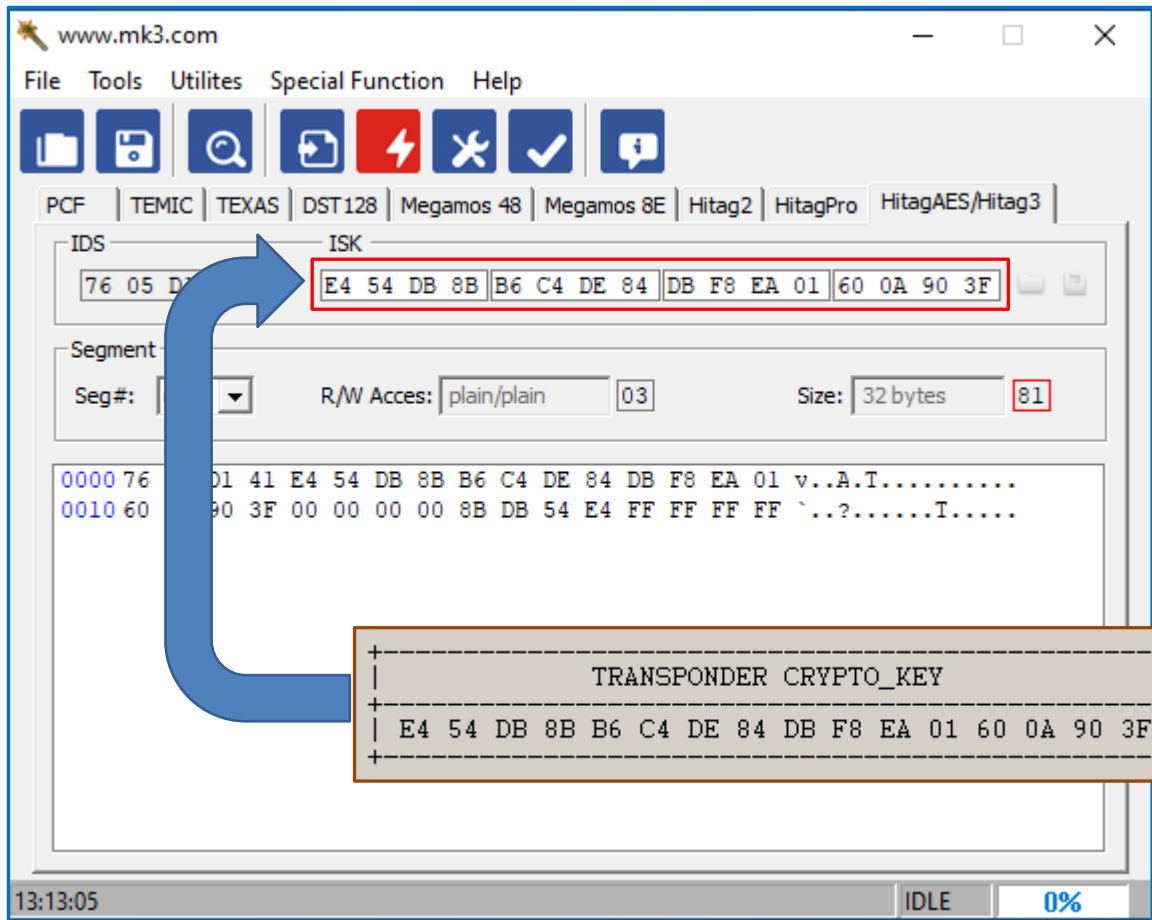 www.mk3.com
File Tools Utilites Special Function Help
PCF TEMIC TEXAS DST128 Megamos 48 Megamos 8E Hitag2 HitagPro HitagAES/Hitag3
IDS ISK
76 05 E4 54 DB 8B B6 C4 DE 84 DB F8 EA 01 60 0A 90 3F
Segment
Seg#: R/W Acces: plain/plain 03 Size: 32 bytes 81
0000 76 41 E4 54 DB 8B B6 C4 DE 84 DB F8 EA 01 v..A.T..........
0010 60 90 3F 00 00 00 00 8B DB 54 E4 FF FF FF FF `..?......T.....
TRANSPONDER CRYPTO_KEY
E4 54 DB 8B B6 C4 DE 84 DB F8 EA 01 60 0A 90 3F
13:13:05 IDLE 0%